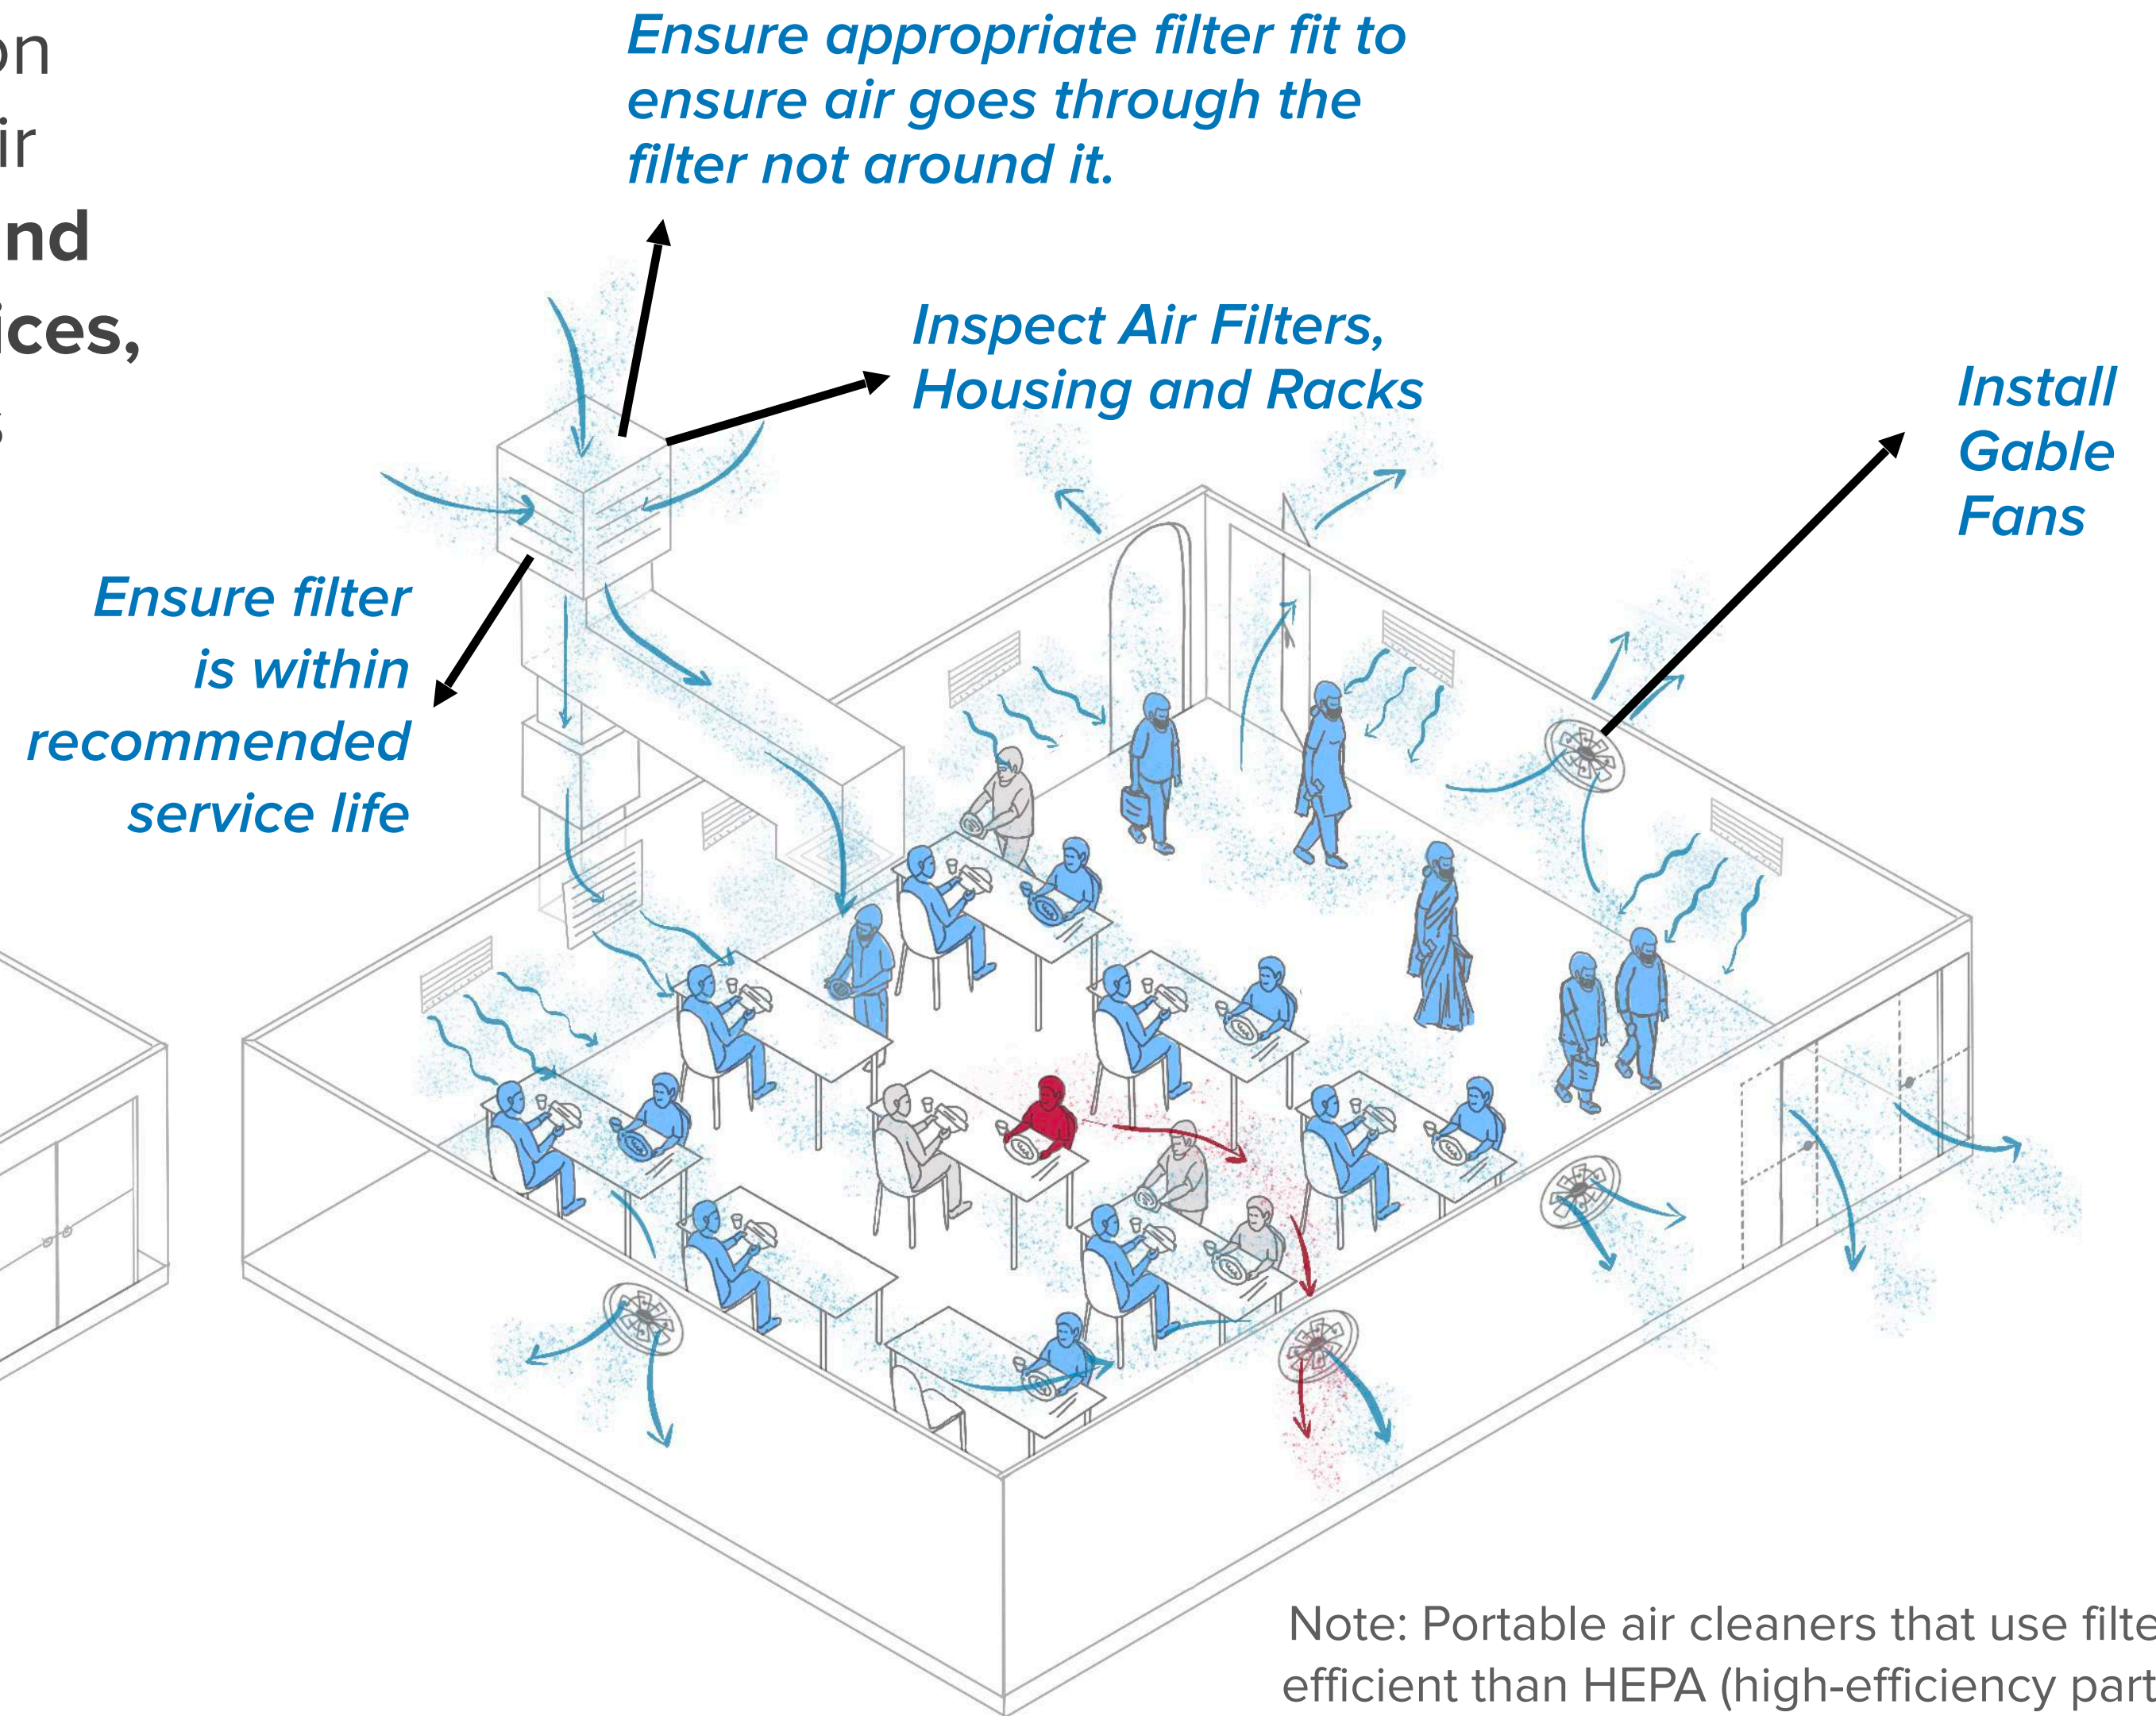 nd
ices,
Ensure appropriate filter fit to
ensure air goes through the
filter not around it.
Inspect Air Filters,
Housing and Racks
Install
Gable
Fans
Ensure filter
is within
recommended
service life
Note: Portable air cleaners that use filte
efficient than HEPA (high-efficiency part